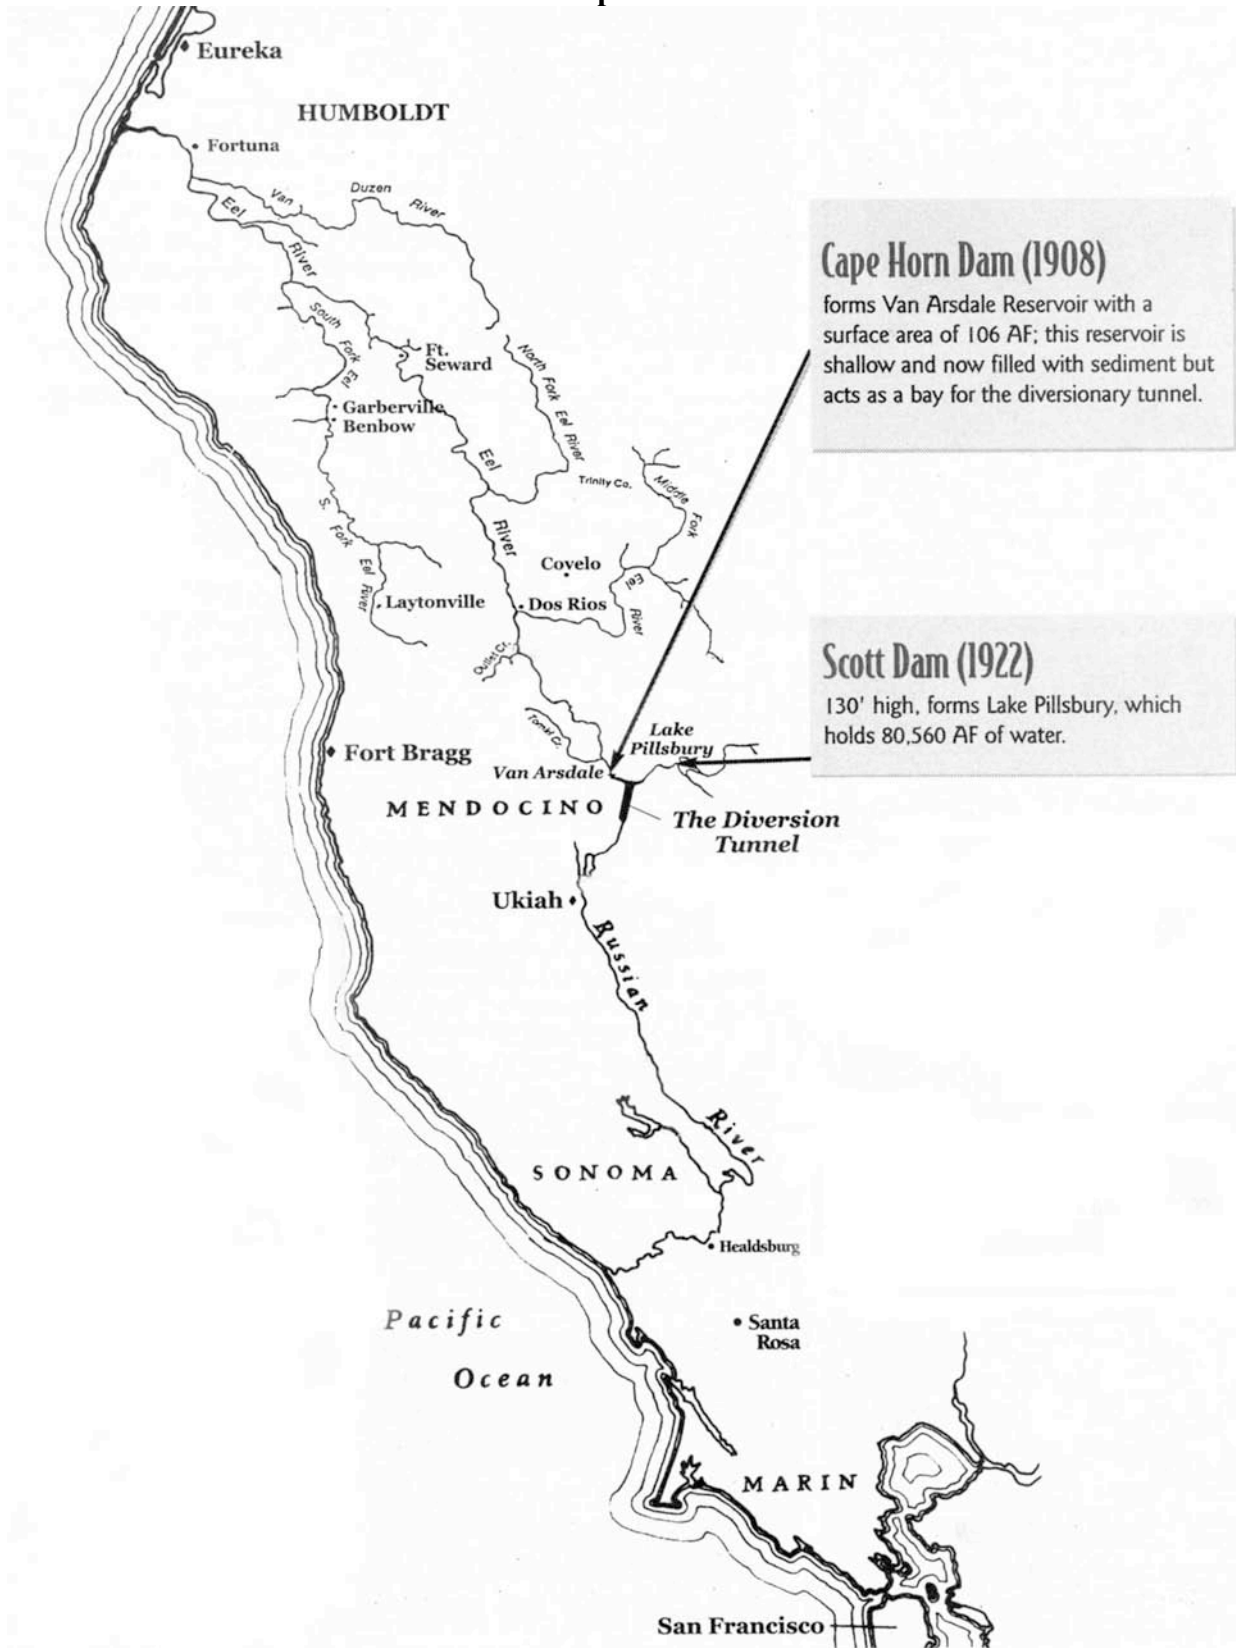 Eureka
HUMBOLDT
Fortuna
Van
Duzen
River
Eel
River
South
Fork
Eel
Ft.
Seward
North
Fork
Eel
River
Garberville
Benbow
Eel
Trinity Co.
Middle
Fork
S.
Fork
Eel
River
River
Covelo
Eel
River
Laytonville
Dos Rios
Outlet Cr.
Tomki Cr.
Lake
Pillsbury
Fort Bragg
Van Arsdale
MENDOCINO
The Diversion
Tunnel
Ukiah
Russian
River
SONOMA
Healdsburg
Pacific
Ocean
Santa
Rosa
MARIN
San Francisco
Cape Horn Dam (1908)
forms Van Arsdale Reservoir with a
surface area of 106 AF; this reservoir is
shallow and now filled with sediment but
acts as a bay for the diversionary tunnel.
Scott Dam (1922)
130' high, forms Lake Pillsbury, which
holds 80,560 AF of water.